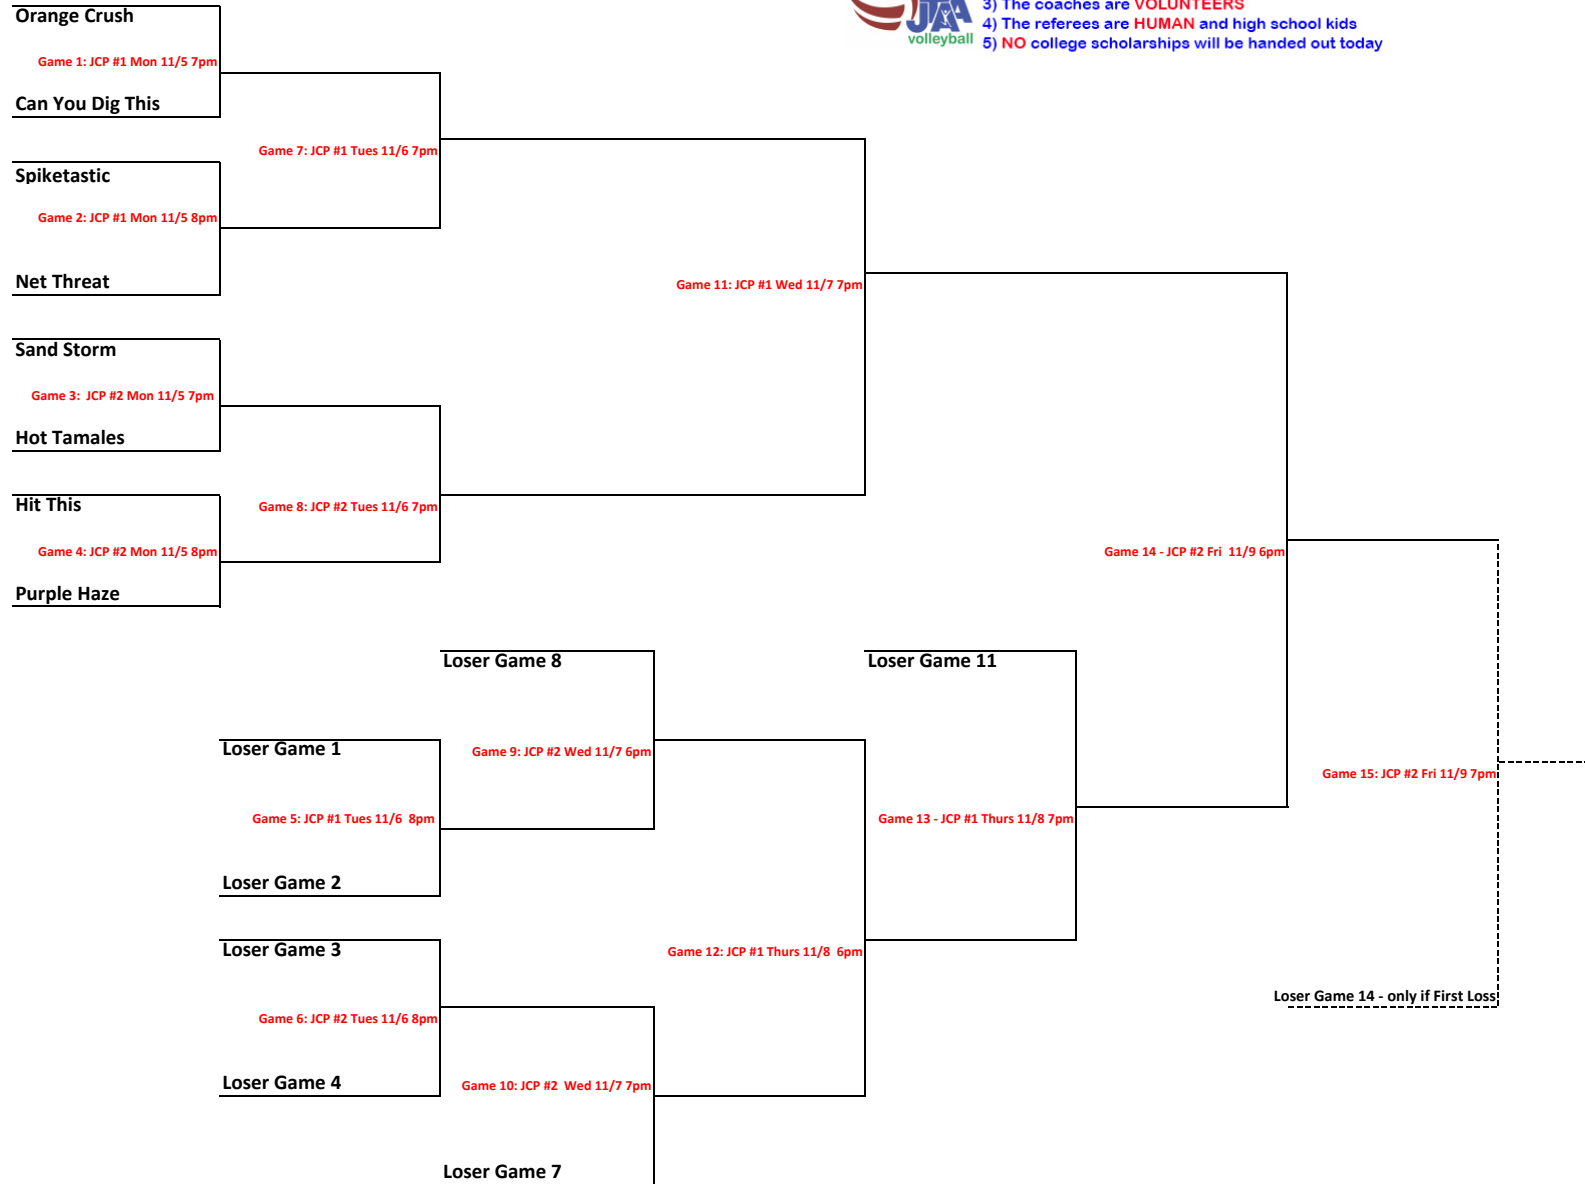 3) The coaches are VOLUNTEERS
4) The referees are HUMAN and high school kids
5) NO college scholarships will be handed out today
JTAA
volleyball
Orange Crush
Game 1: JCP #1 Mon 11/5 7pm
Can You Dig This
Game 7: JCP #1 Tues 11/6 7pm
Spiketastic
Game 2: JCP #1 Mon 11/5 8pm
Net Threat
Game 11: JCP #1 Wed 11/7 7pm
Sand Storm
Game 3:  JCP #2 Mon 11/5 7pm
Hot Tamales
Hit This
Game 8: JCP #2 Tues 11/6 7pm
Game 4: JCP #2 Mon 11/5 8pm
Game 14 - JCP #2 Fri  11/9 6pm
Purple Haze
Loser Game 8
Loser Game 11
Loser Game 1
Game 9: JCP #2 Wed 11/7 6pm
Game 15: JCP #2 Fri 11/9 7pm
Game 5: JCP #1 Tues 11/6  8pm
Game 13 - JCP #1 Thurs 11/8 7pm
Loser Game 2
Loser Game 3
Game 12: JCP #1 Thurs 11/8  6pm
Loser Game 14 - only if First Loss
Game 6: JCP #2 Tues 11/6 8pm
Loser Game 4
Game 10: JCP #2  Wed 11/7 7pm
Loser Game 7